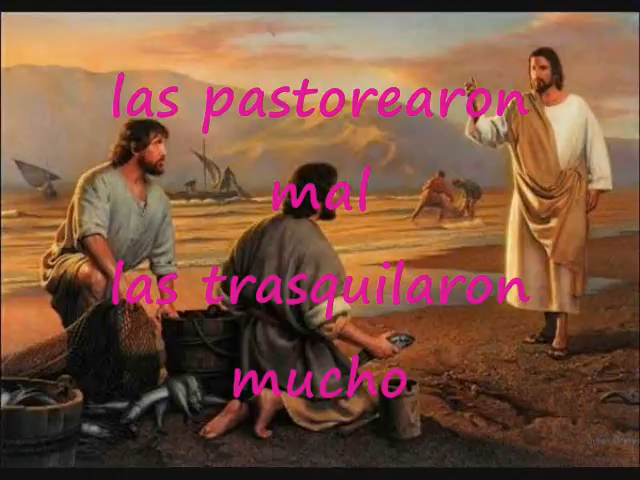 las pastorearon
mal
las trasquilaron
mucho